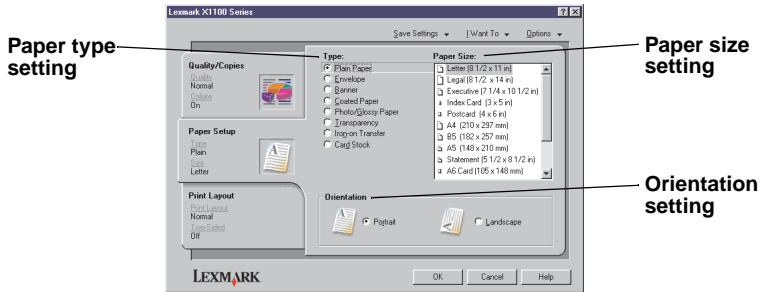 Lexmark X1100 Series
Save Settings
I Want To
Options
Paper type
setting
Paper size
setting
Orientation
setting
Quality/Copies
Quality
Normal
Collate
On
Paper Setup
Type
Plain
Size
Letter
Print Layout
Print Layout
Normal
Two-Sided
Off
Type:
Plain Paper
Envelope
Banner
Coated Paper
Photo/Glossy Paper
Transparency
Iron-on Transfer
Card Stock
Paper Size:
Letter (8 1/2 x 11 in)
Legal (8 1/2 x 14 in)
Executive (7 1/4 x 10 1/2 in)
Index Card (3 x 5 in)
Postcard (4 x 6 in)
A4 (210 x 297 mm)
B5 (182 x 257 mm)
A5 (148 x 210 mm)
Statement (5 1/2 x 8 1/2 in)
A6 Card (105 x 148 mm)
Orientation
Portrait
Landscape
LEXMARK
OK
Cancel
Help